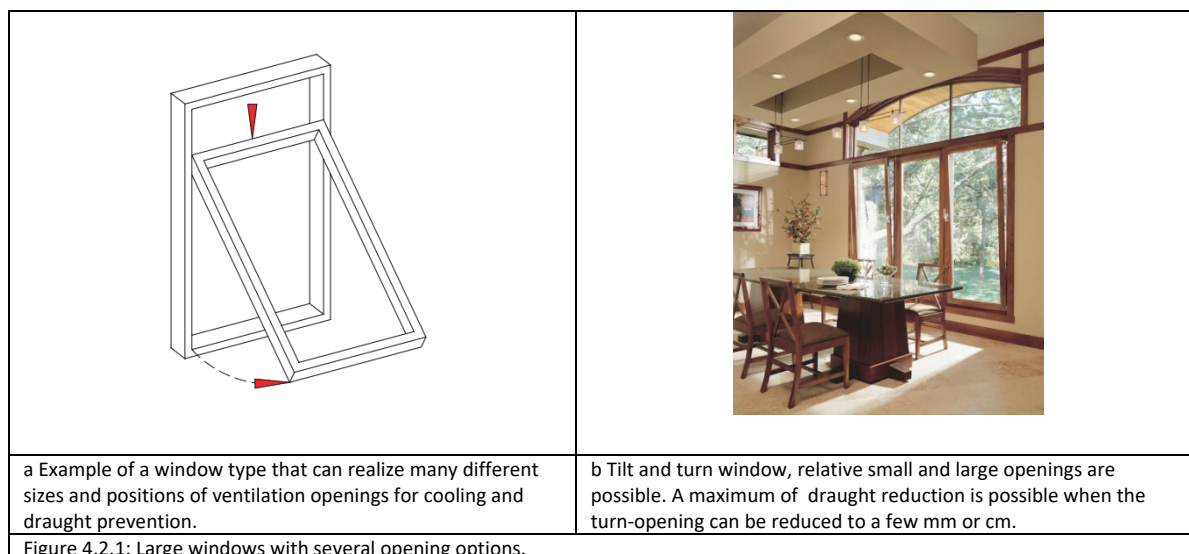 a Example of a window type that can realize many different
sizes and positions of ventilation openings for cooling and
draught prevention.
b Tilt and turn window, relative small and large openings are
possible. A maximum of  draught reduction is possible when the
turn-opening can be reduced to a few mm or cm.
Figure 4.2.1: Large windows with several opening options.